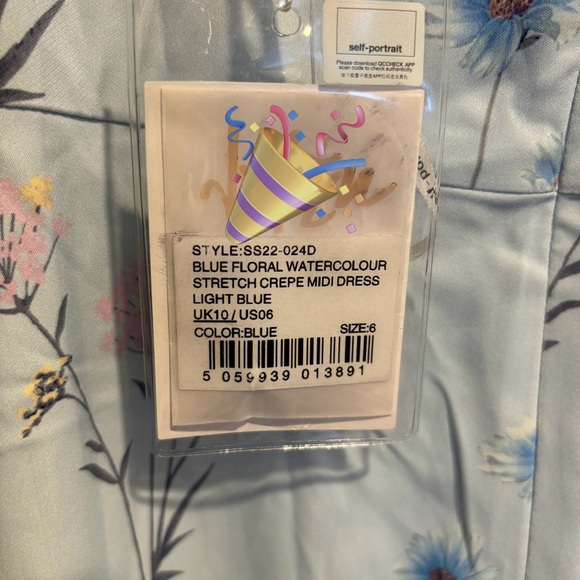 self-portrait
Please download QCCHECK APP
scan code to check authenticity
STYLE:SS22-024D
BLUE FLORAL WATERCOLOUR
STRETCH CREPE MIDI DRESS
LIGHT BLUE
UK10/US06
COLOR:BLUE SIZE:6
5 059939 013891